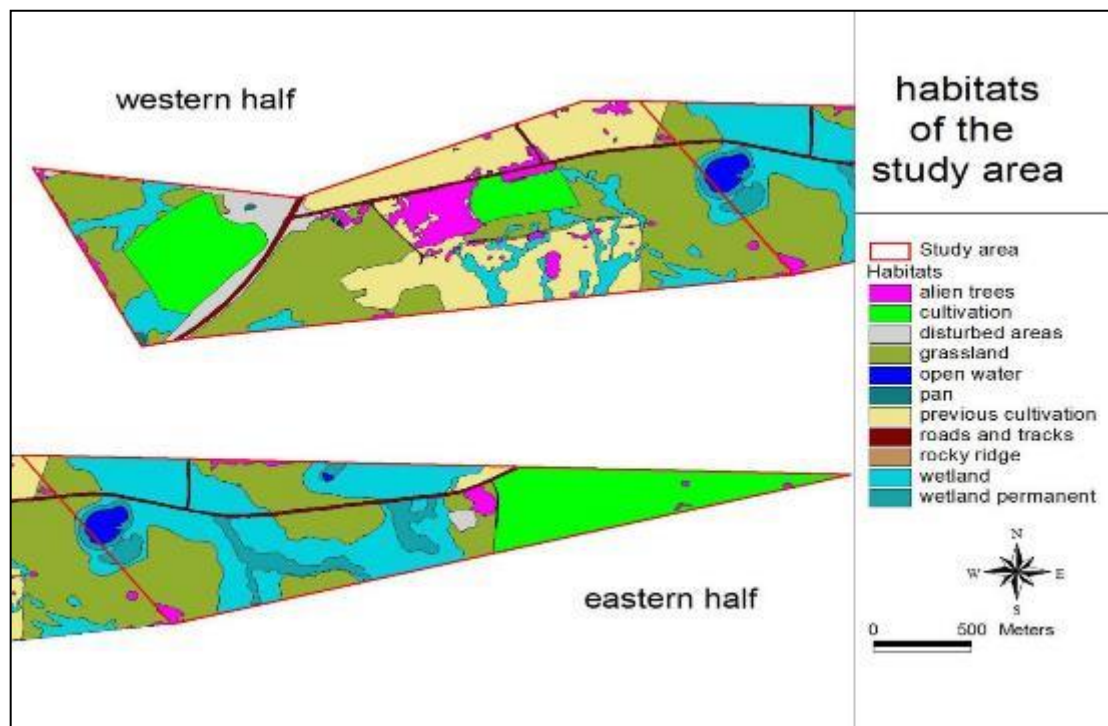 western half
eastern half
habitats
of the
study area
Study area
Habitats
alien trees
cultivation
disturbed areas
grassland
open water
pan
previous cultivation
roads and tracks
rocky ridge
wetland
wetland permanent
N
W E
S
0 500 Meters